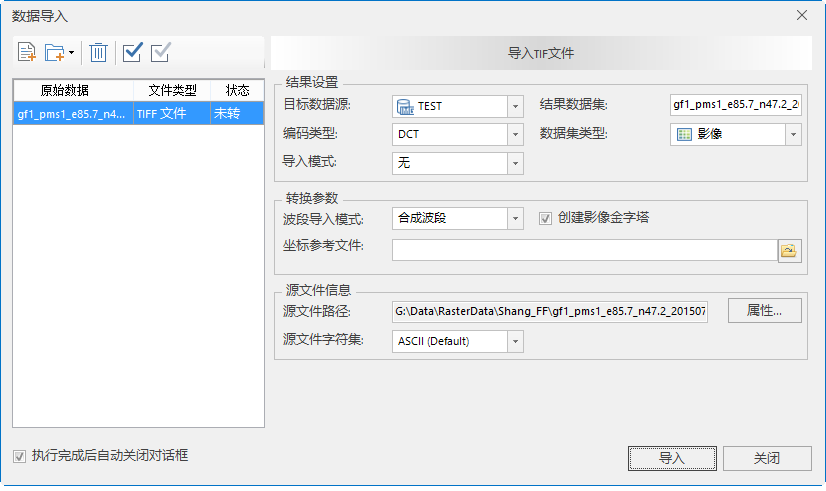 数据导入
导入TIF文件
原始数据 文件类型 状态
gf1_pms1_e85.7_n4... TIFF 文件 未转
结果设置
目标数据源: TEST 结果数据集: gf1_pms1_e85.7_n47.2_20
编码类型: DCT 数据集类型: 影像
导入模式: 无
转换参数
波段导入模式: 合成波段 创建影像金字塔
坐标参考文件:
源文件信息
源文件路径: G:\Data\RasterData\Shang_FF\gf1_pms1_e85.7_n47.2_201507 属性...
源文件字符集: ASCII (Default)
执行完成后自动关闭对话框 导入 关闭